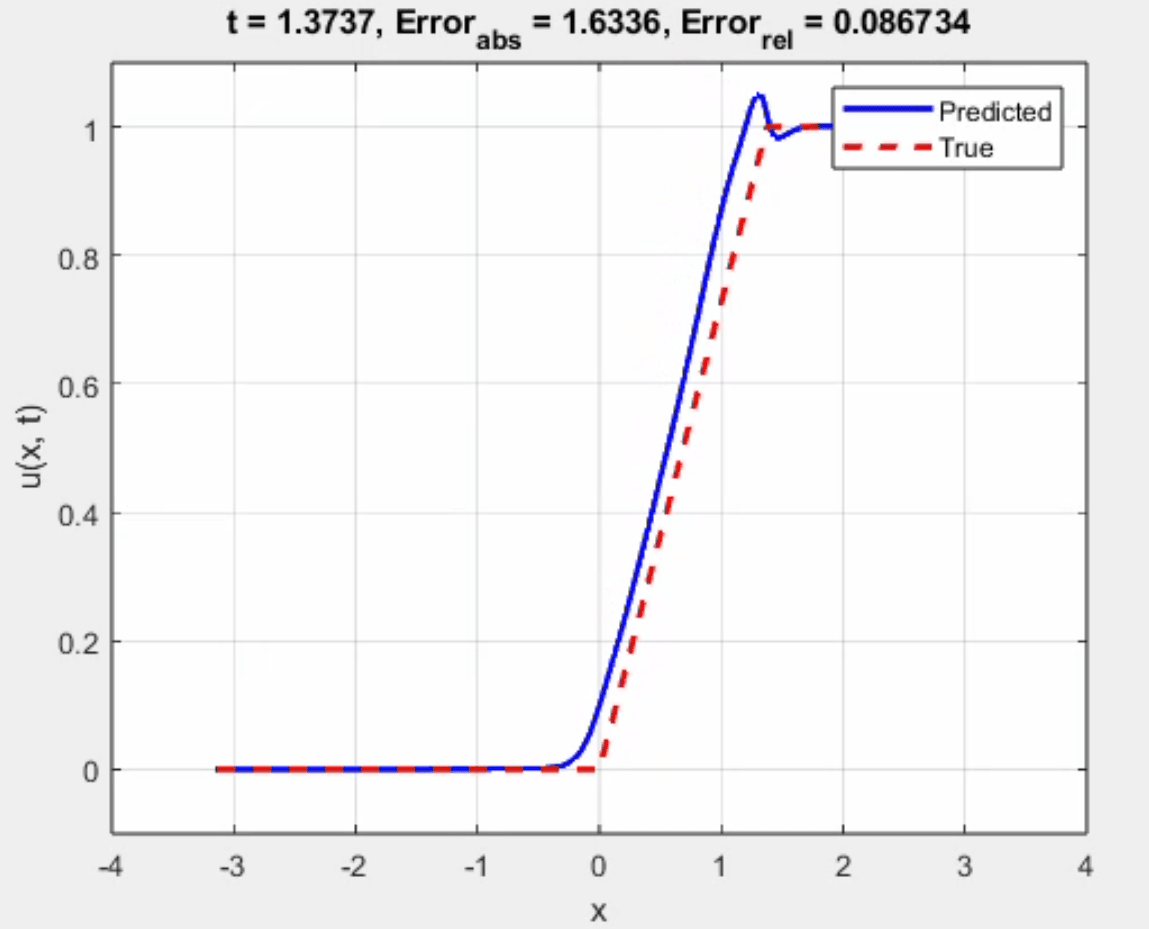 t = 1.3737, Error_abs = 1.6336, Error_rel = 0.086734
Predicted
True
1
0.8
0.6
0.4
0.2
0
u(x, t)
-4 -3 -2 -1 0 1 2 3 4
x